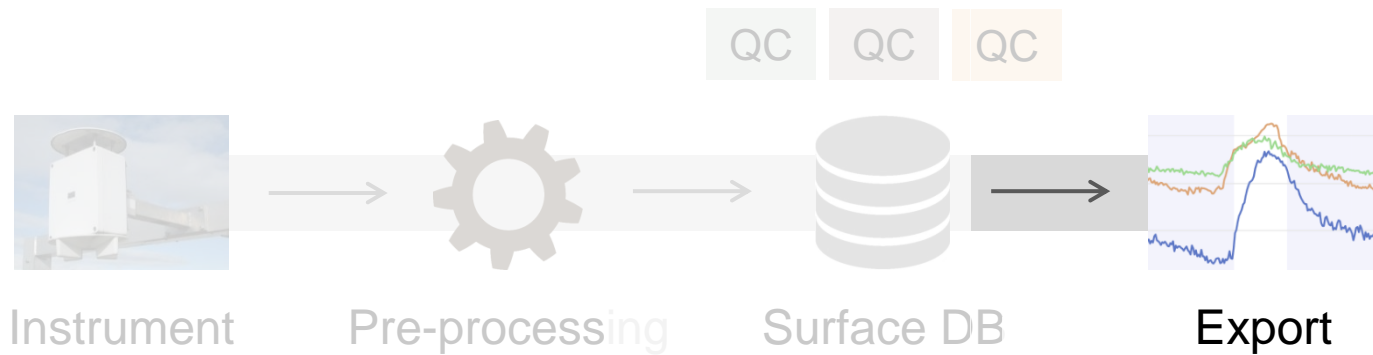 QC QC QC
Instrument Pre-processing Surface DB Export